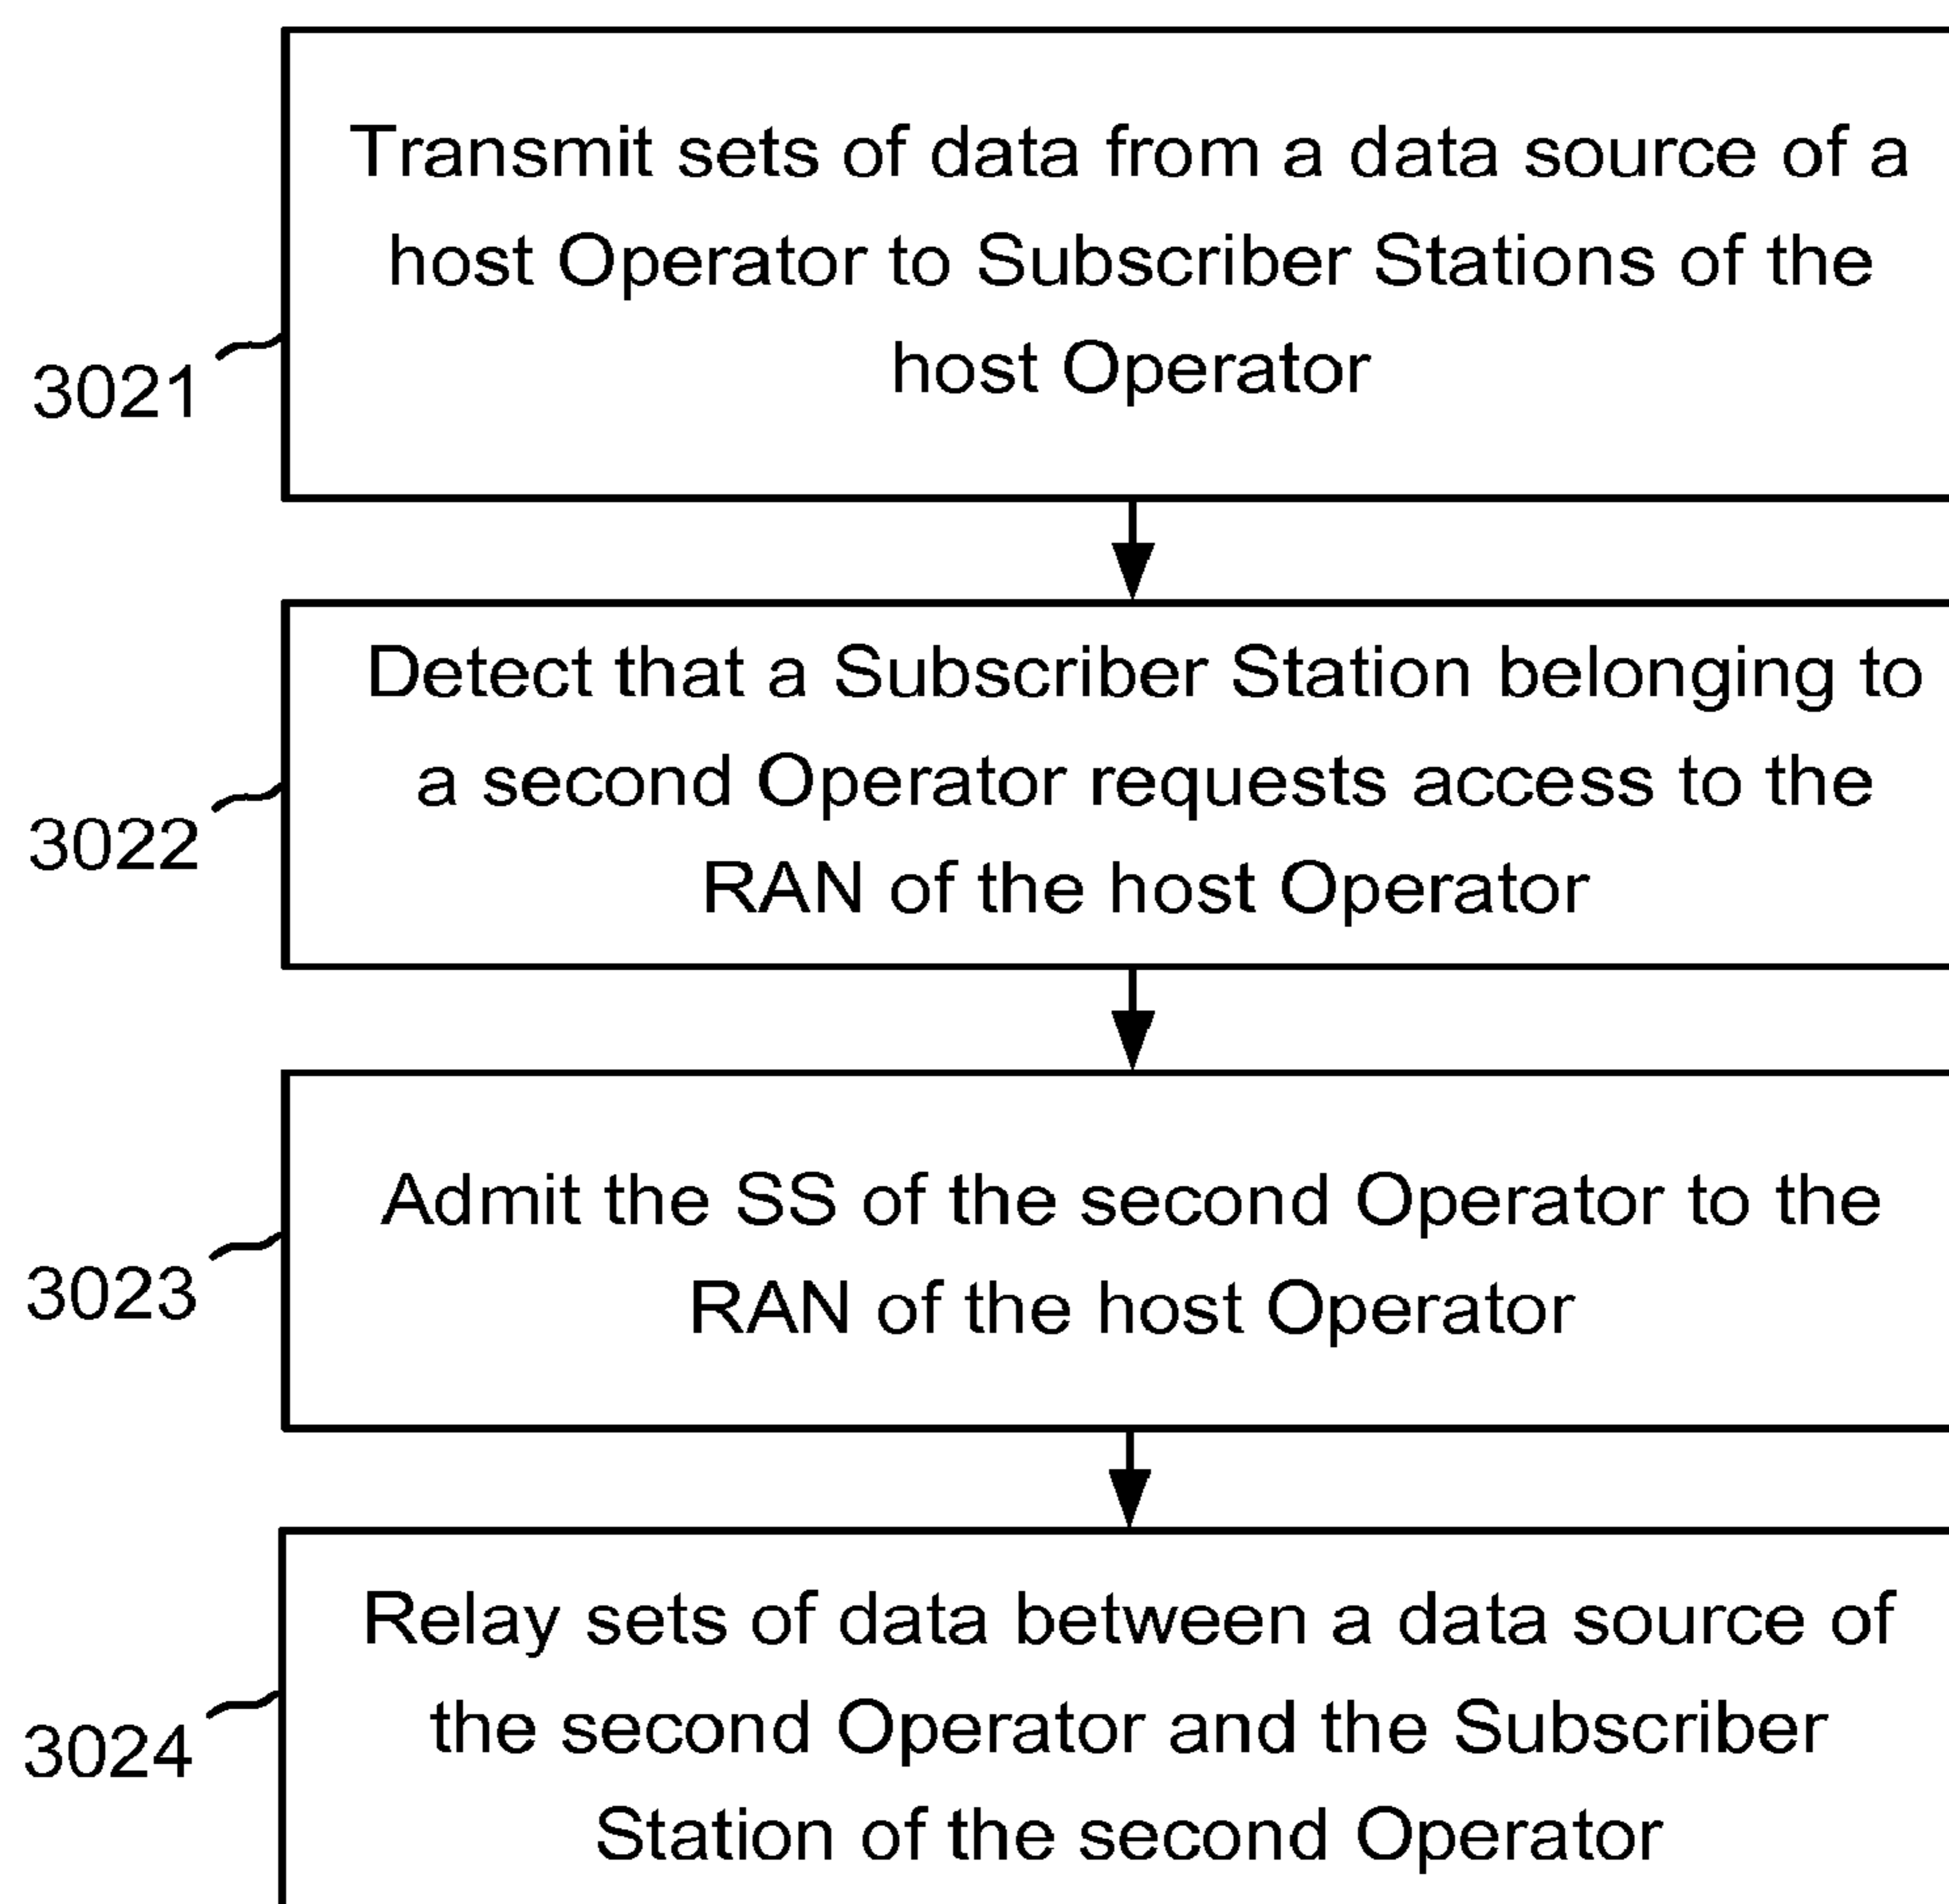 Transmit sets of data from a data source of a
host Operator to Subscriber Stations of the
host Operator
3021
Detect that a Subscriber Station belonging to
a second Operator requests access to the
RAN of the host Operator
3022
Admit the SS of the second Operator to the
RAN of the host Operator
3023
Relay sets of data between a data source of
the second Operator and the Subscriber
Station of the second Operator
3024